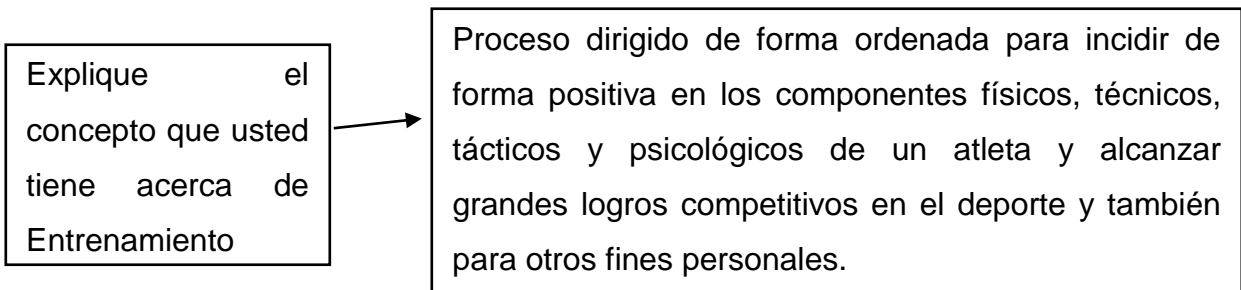 Explique el
concepto que usted
tiene acerca de
Entrenamiento
Proceso dirigido de forma ordenada para incidir de
forma positiva en los componentes físicos, técnicos,
tácticos y psicológicos de un atleta y alcanzar
grandes logros competitivos en el deporte y también
para otros fines personales.